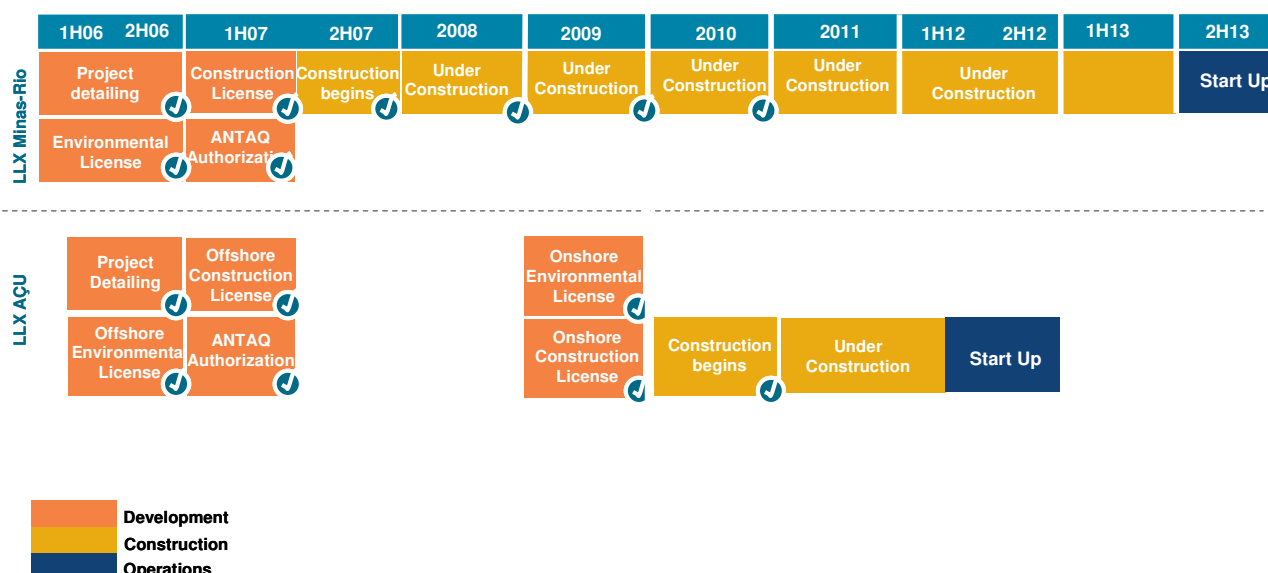 1H06 2H06 1H07 2H07 2008 2009 2010 2011 1H12 2H12 1H13 2H13
LLX Minas-Rio
Project
detailing
Construction
License
Construction
begins
Under
Construction
Under
Construction
Under
Construction
Under
Construction
Under
Construction
Start Up
Environmental
License
ANTAQ
Authorization
LLX AÇU
Project
Detailing
Offshore
Construction
License
Onshore
Environmental
License
Offshore
Environmenta
License
ANTAQ
Authorization
Onshore
Construction
License
Construction
begins
Under
Construction
Start Up
Development
Construction
Operations